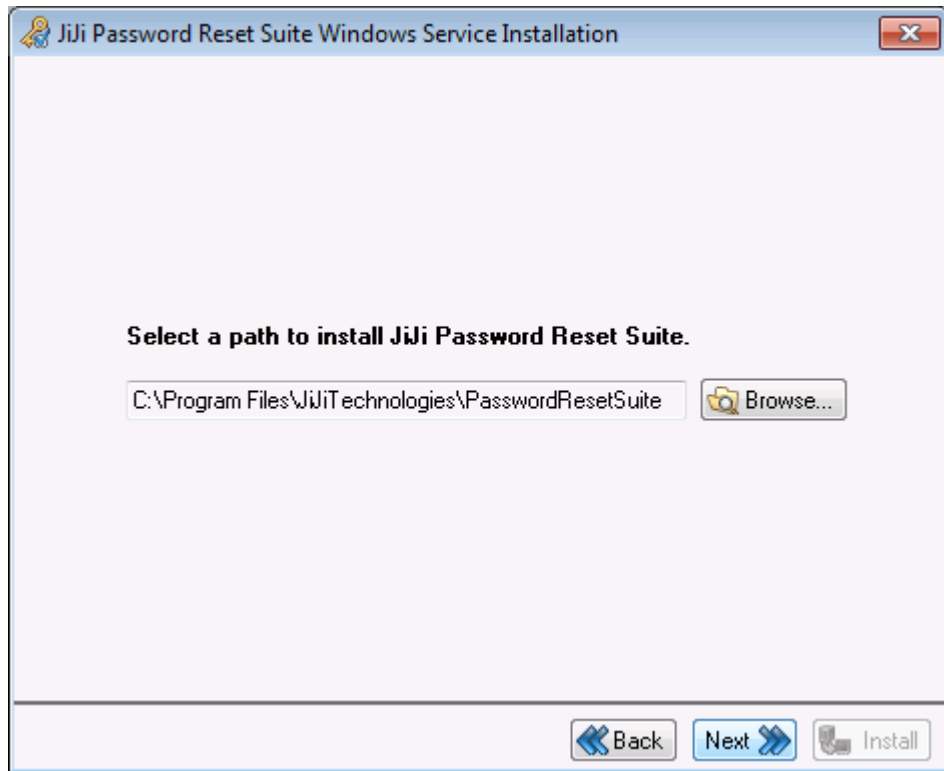 JiJi Password Reset Suite Windows Service Installation
Select a path to install JiJi Password Reset Suite.
C:\Program Files\JiJiTechnologies\PasswordResetSuite
Browse...
Back
Next
Install